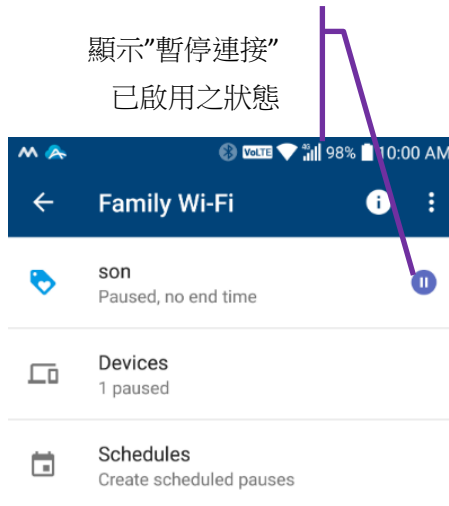 顯示”暫停連接”
已啟用之狀態
VoLTE 4G 98% 10:00 AM
Family Wi-Fi
son
Paused, no end time
Devices
1 paused
Schedules
Create scheduled pauses